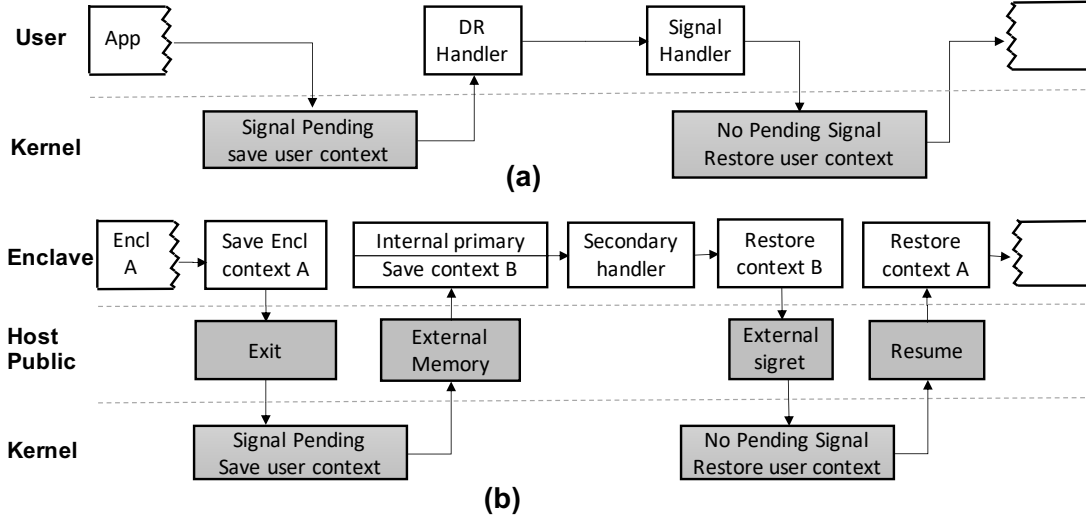 User
App
DR
Handler
Signal
Handler
Kernel
Signal Pending
save user context
No Pending Signal
Restore user context
(a)
Enclave
Encl
A
Save Encl
context A
Internal primary
Save context B
Secondary
handler
Restore
context B
Restore
context A
Host
Public
Exit
External
Memory
External
sigret
Resume
Kernel
Signal Pending
Save user context
No Pending Signal
Restore user context
(b)